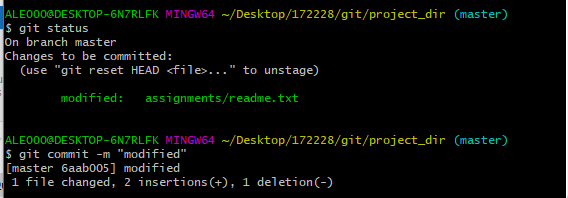 ALEOOO@DESKTOP-6N7RLFK MINGW64 ~/Desktop/172228/git/project_dir (master)
$ git status
On branch master
Changes to be committed:
  (use "git reset HEAD <file>..." to unstage)
        modified:   assignments/readme.txt
ALEOOO@DESKTOP-6N7RLFK MINGW64 ~/Desktop/172228/git/project_dir (master)
$ git commit -m "modified"
[master 6aab005] modified
 1 file changed, 2 insertions(+), 1 deletion(-)